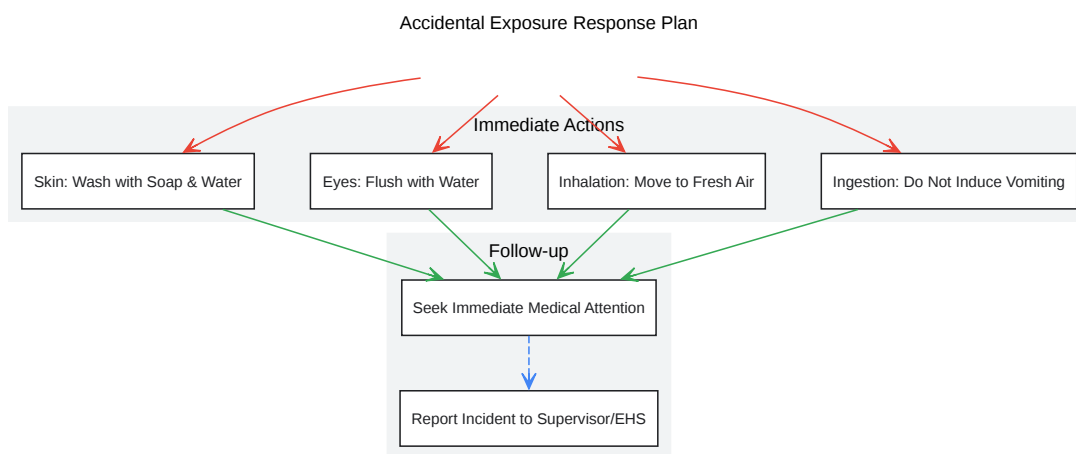 Accidental Exposure Response Plan
Immediate Actions
Skin: Wash with Soap & Water
Eyes: Flush with Water
Inhalation: Move to Fresh Air
Ingestion: Do Not Induce Vomiting
Follow-up
Seek Immediate Medical Attention
Report Incident to Supervisor/EHS